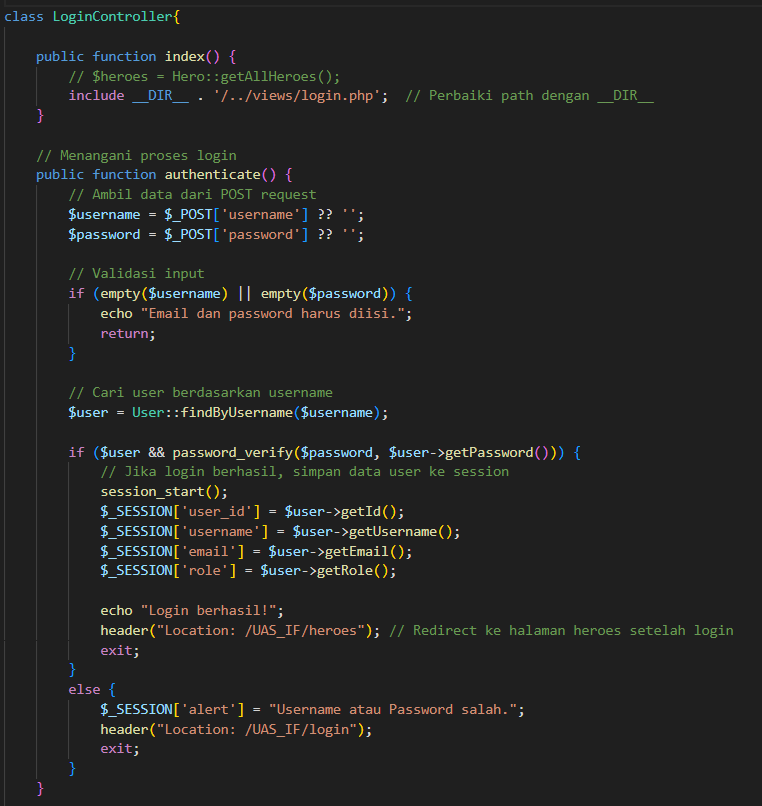 class LoginController{
public function index() {
// $heroes = Hero::getAllHeroes();
include __DIR__ . '/../views/login.php';  // Perbaiki path dengan __DIR__
}
// Menangani proses login
public function authenticate() {
// Ambil data dari POST request
$username = $_POST['username'] ?? '';
$password = $_POST['password'] ?? '';
// Validasi input
if (empty($username) || empty($password)) {
echo "Email dan password harus diisi.";
return;
}
// Cari user berdasarkan username
$user = User::findByUsername($username);
if ($user && password_verify($password, $user->getPassword())) {
// Jika login berhasil, simpan data user ke session
session_start();
$_SESSION['user_id'] = $user->getId();
$_SESSION['username'] = $user->getUsername();
$_SESSION['email'] = $user->getEmail();
$_SESSION['role'] = $user->getRole();
echo "Login berhasil!";
header("Location: /UAS_IF/heroes"); // Redirect ke halaman heroes setelah login
exit;
}
else {
$_SESSION['alert'] = "Username atau Password salah.";
header("Location: /UAS_IF/login");
exit;
}
}